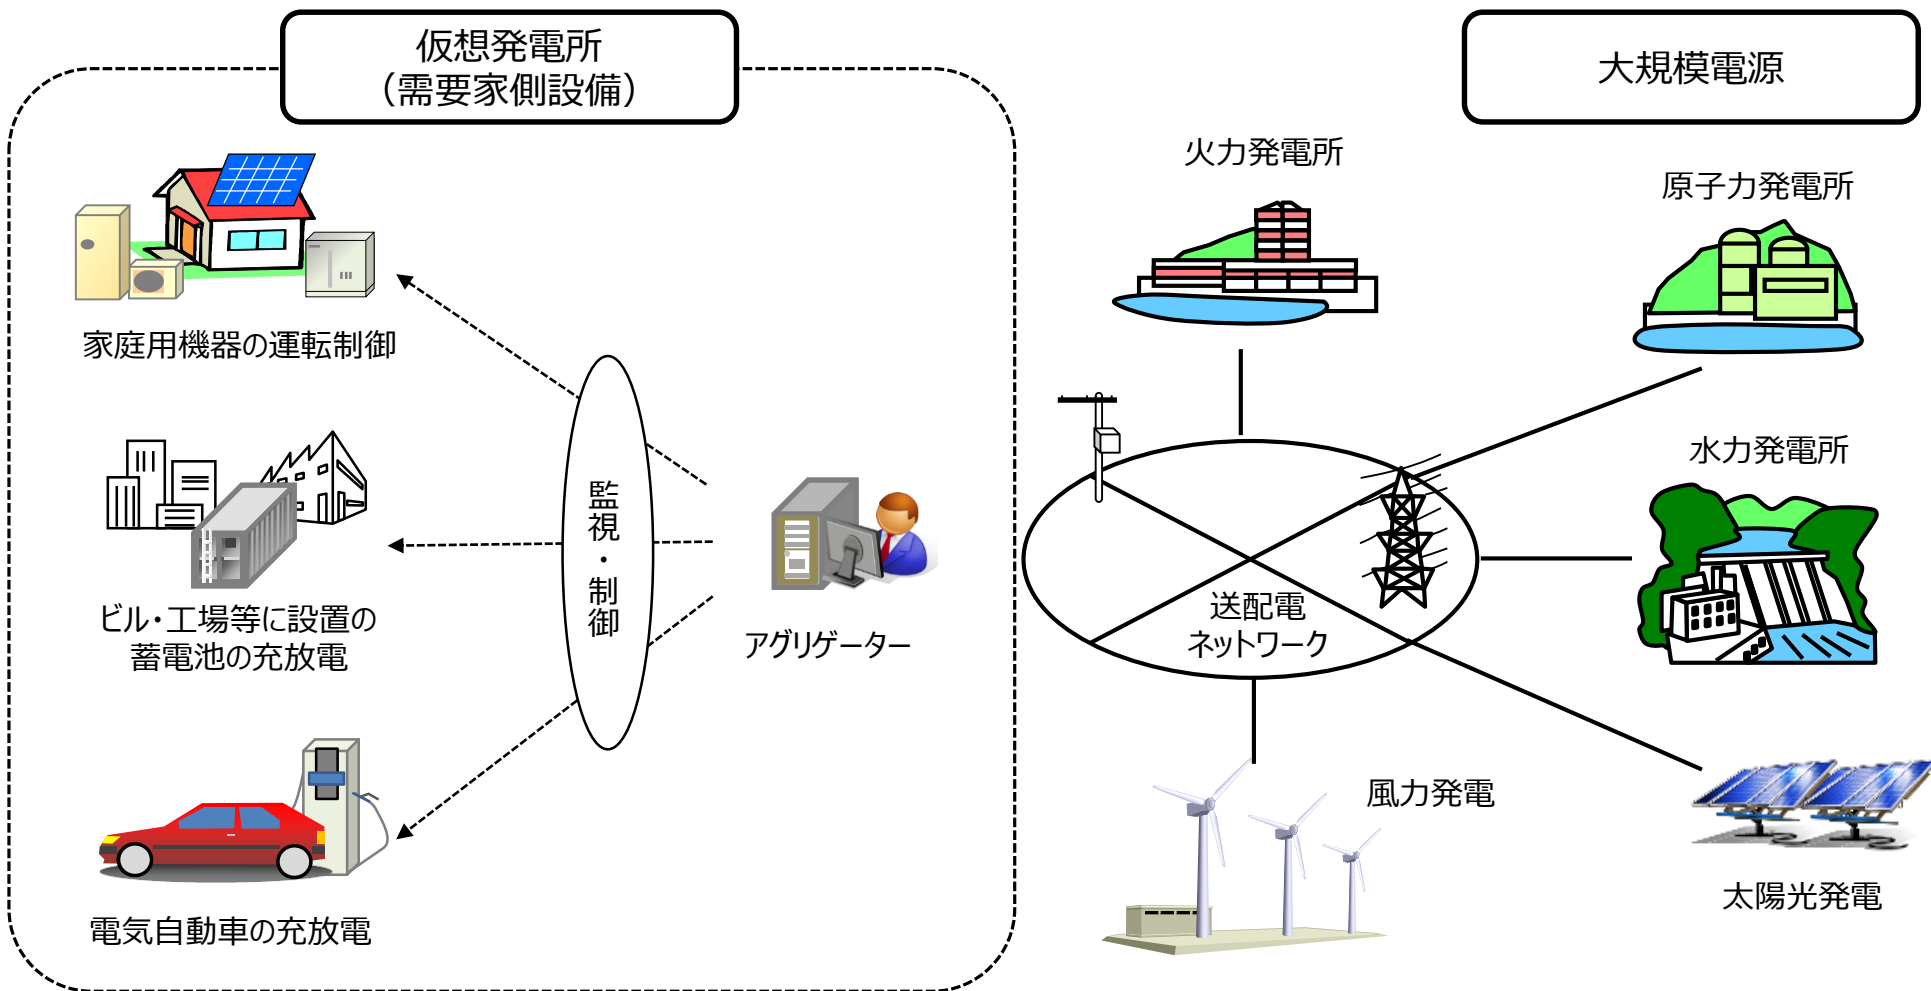 仮想発電所
（需要家側設備）
大規模電源
家庭用機器の運転制御
ビル・工場等に設置の
蓄電池の充放電
電気自動車の充放電
監視・制御
アグリゲーター
火力発電所
原子力発電所
水力発電所
送配電
ネットワーク
風力発電
太陽光発電